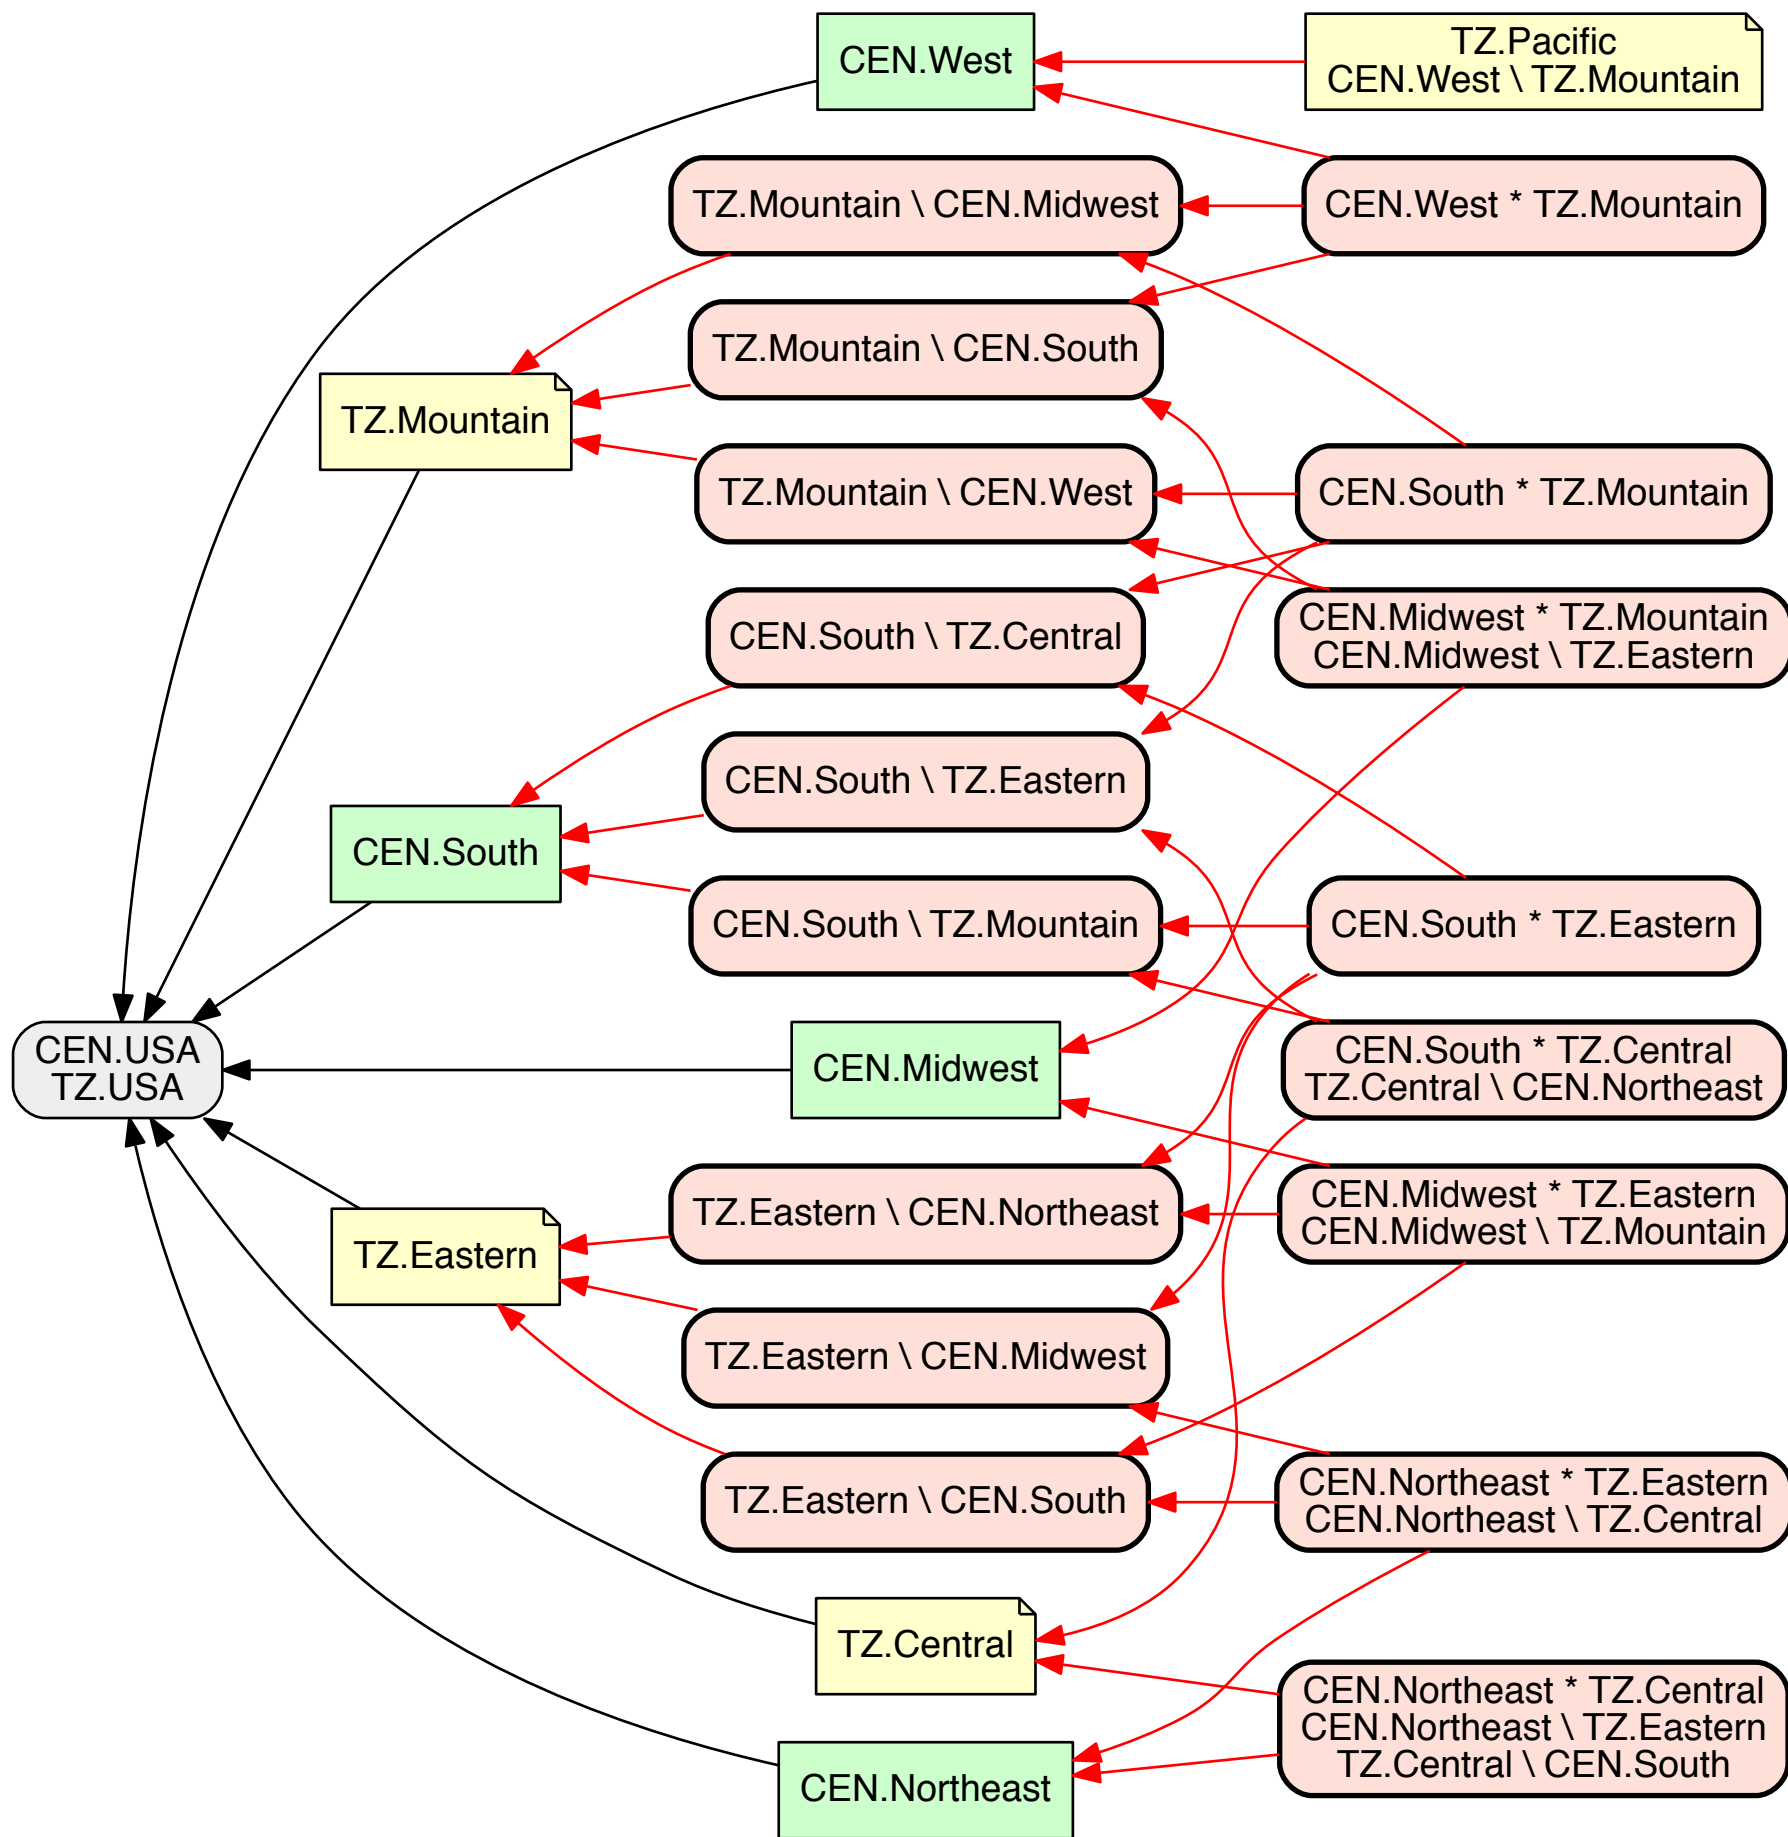 CEN.West
TZ.Pacific
CEN.West \ TZ.Mountain
TZ.Mountain \ CEN.Midwest
CEN.West * TZ.Mountain
TZ.Mountain \ CEN.South
TZ.Mountain
TZ.Mountain \ CEN.West
CEN.South * TZ.Mountain
CEN.South \ TZ.Central
CEN.Midwest * TZ.Mountain
CEN.Midwest \ TZ.Eastern
CEN.South \ TZ.Eastern
CEN.South
CEN.South \ TZ.Mountain
CEN.South * TZ.Eastern
CEN.USA
TZ.USA
CEN.Midwest
CEN.South * TZ.Central
TZ.Central \ CEN.Northeast
TZ.Eastern \ CEN.Northeast
CEN.Midwest * TZ.Eastern
CEN.Midwest \ TZ.Mountain
TZ.Eastern
TZ.Eastern \ CEN.Midwest
TZ.Eastern \ CEN.South
CEN.Northeast * TZ.Eastern
CEN.Northeast \ TZ.Central
TZ.Central
CEN.Northeast * TZ.Central
CEN.Northeast \ TZ.Eastern
TZ.Central \ CEN.South
CEN.Northeast